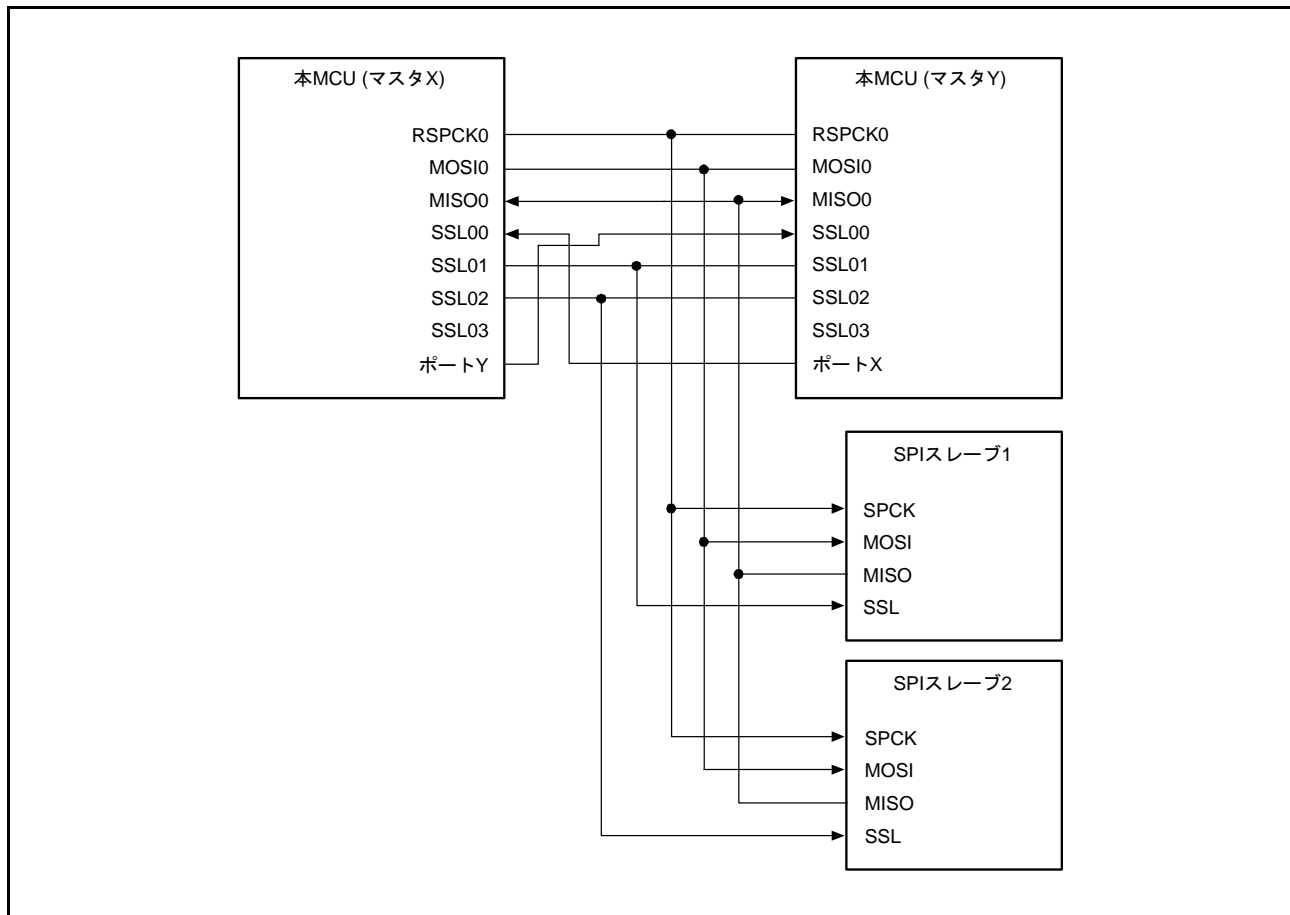 本MCU (マスタX)
RSPCK0
MOSI0
MISO0
SSL00
SSL01
SSL02
SSL03
ポートY
本MCU (マスタY)
RSPCK0
MOSI0
MISO0
SSL00
SSL01
SSL02
SSL03
ポートX
SPIスレーブ1
SPCK
MOSI
MISO
SSL
SPIスレーブ2
SPCK
MOSI
MISO
SSL